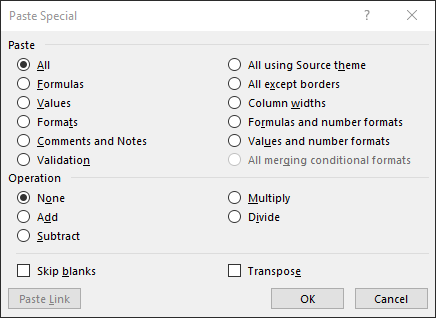 Paste Special
Paste
All
All using Source theme
Formulas
All except borders
Values
Column widths
Formats
Formulas and number formats
Comments and Notes
Values and number formats
Validation
All merging conditional formats
Operation
None
Multiply
Add
Divide
Subtract
Skip blanks
Transpose
Paste Link
OK
Cancel